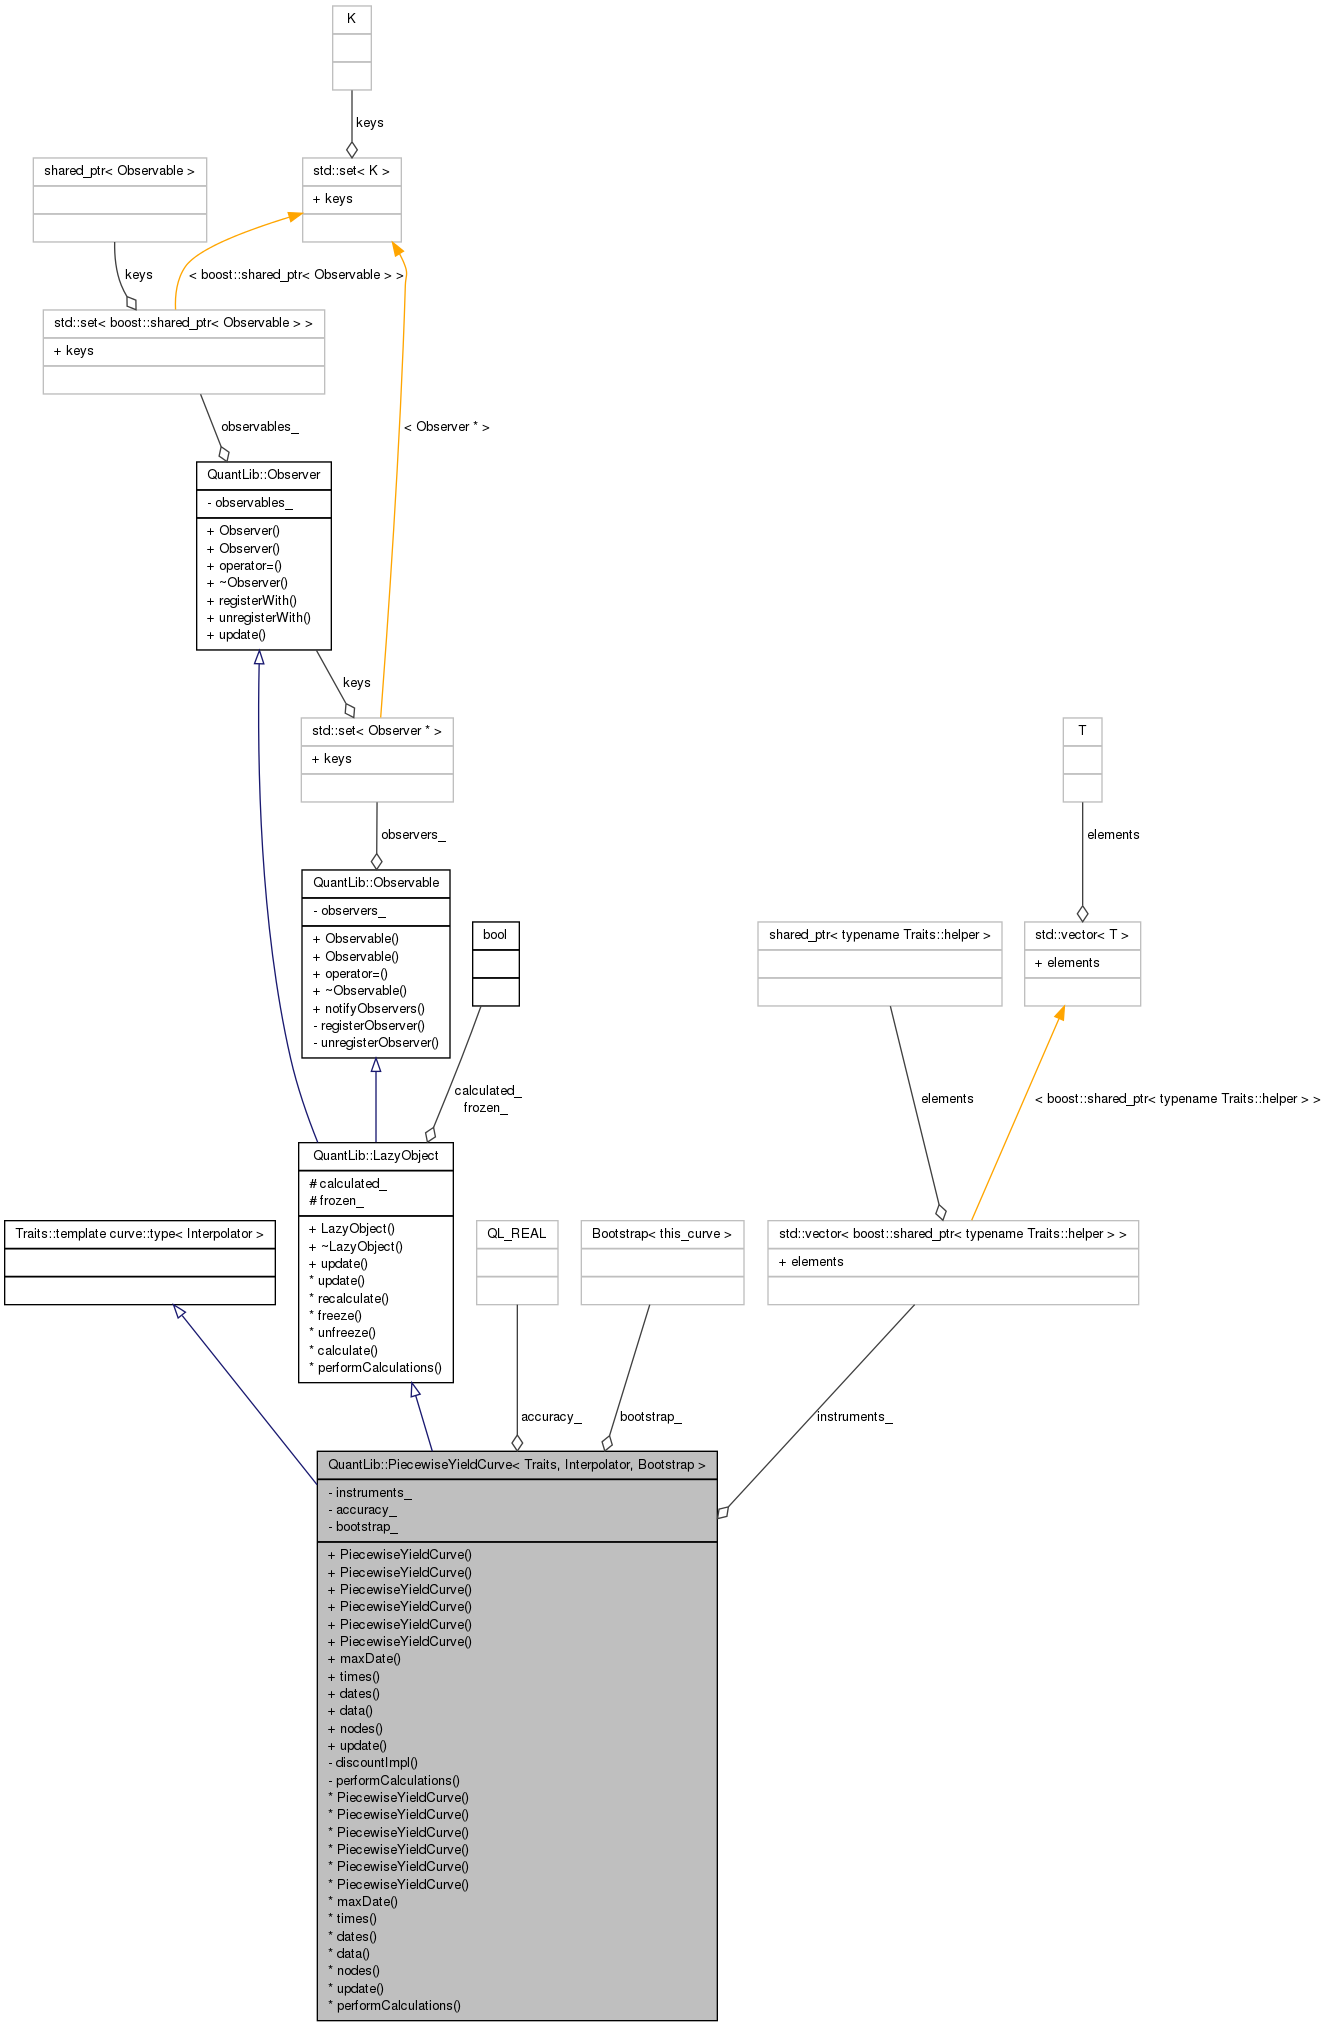 K
keys
shared_ptr< Observable >
std::set< K >
+ keys
keys
< boost::shared_ptr< Observable > >
std::set< boost::shared_ptr< Observable > >
+ keys
observables_
< Observer * >
QuantLib::Observer
- observables_
+ Observer()
+ Observer()
+ operator=()
+ ~Observer()
+ registerWith()
+ unregisterWith()
+ update()
keys
std::set< Observer * >
+ keys
T
observers_
elements
QuantLib::Observable
- observers_
+ Observable()
+ Observable()
+ operator=()
+ ~Observable()
+ notifyObservers()
- registerObserver()
- unregisterObserver()
bool
shared_ptr< typename Traits::helper >
std::vector< T >
+ elements
calculated_
frozen_
elements
< boost::shared_ptr< typename Traits::helper > >
QuantLib::LazyObject
# calculated_
# frozen_
+ LazyObject()
+ ~LazyObject()
+ update()
* update()
* recalculate()
* freeze()
* unfreeze()
* calculate()
* performCalculations()
Traits::template curve::type< Interpolator >
QL_REAL
Bootstrap< this_curve >
std::vector< boost::shared_ptr< typename Traits::helper > >
+ elements
accuracy_
bootstrap_
instruments_
QuantLib::PiecewiseYieldCurve< Traits, Interpolator, Bootstrap >
- instruments_
- accuracy_
- bootstrap_
+ PiecewiseYieldCurve()
+ PiecewiseYieldCurve()
+ PiecewiseYieldCurve()
+ PiecewiseYieldCurve()
+ PiecewiseYieldCurve()
+ PiecewiseYieldCurve()
+ maxDate()
+ times()
+ dates()
+ data()
+ nodes()
+ update()
- discountImpl()
- performCalculations()
* PiecewiseYieldCurve()
* PiecewiseYieldCurve()
* PiecewiseYieldCurve()
* PiecewiseYieldCurve()
* PiecewiseYieldCurve()
* PiecewiseYieldCurve()
* maxDate()
* times()
* dates()
* data()
* nodes()
* update()
* performCalculations()